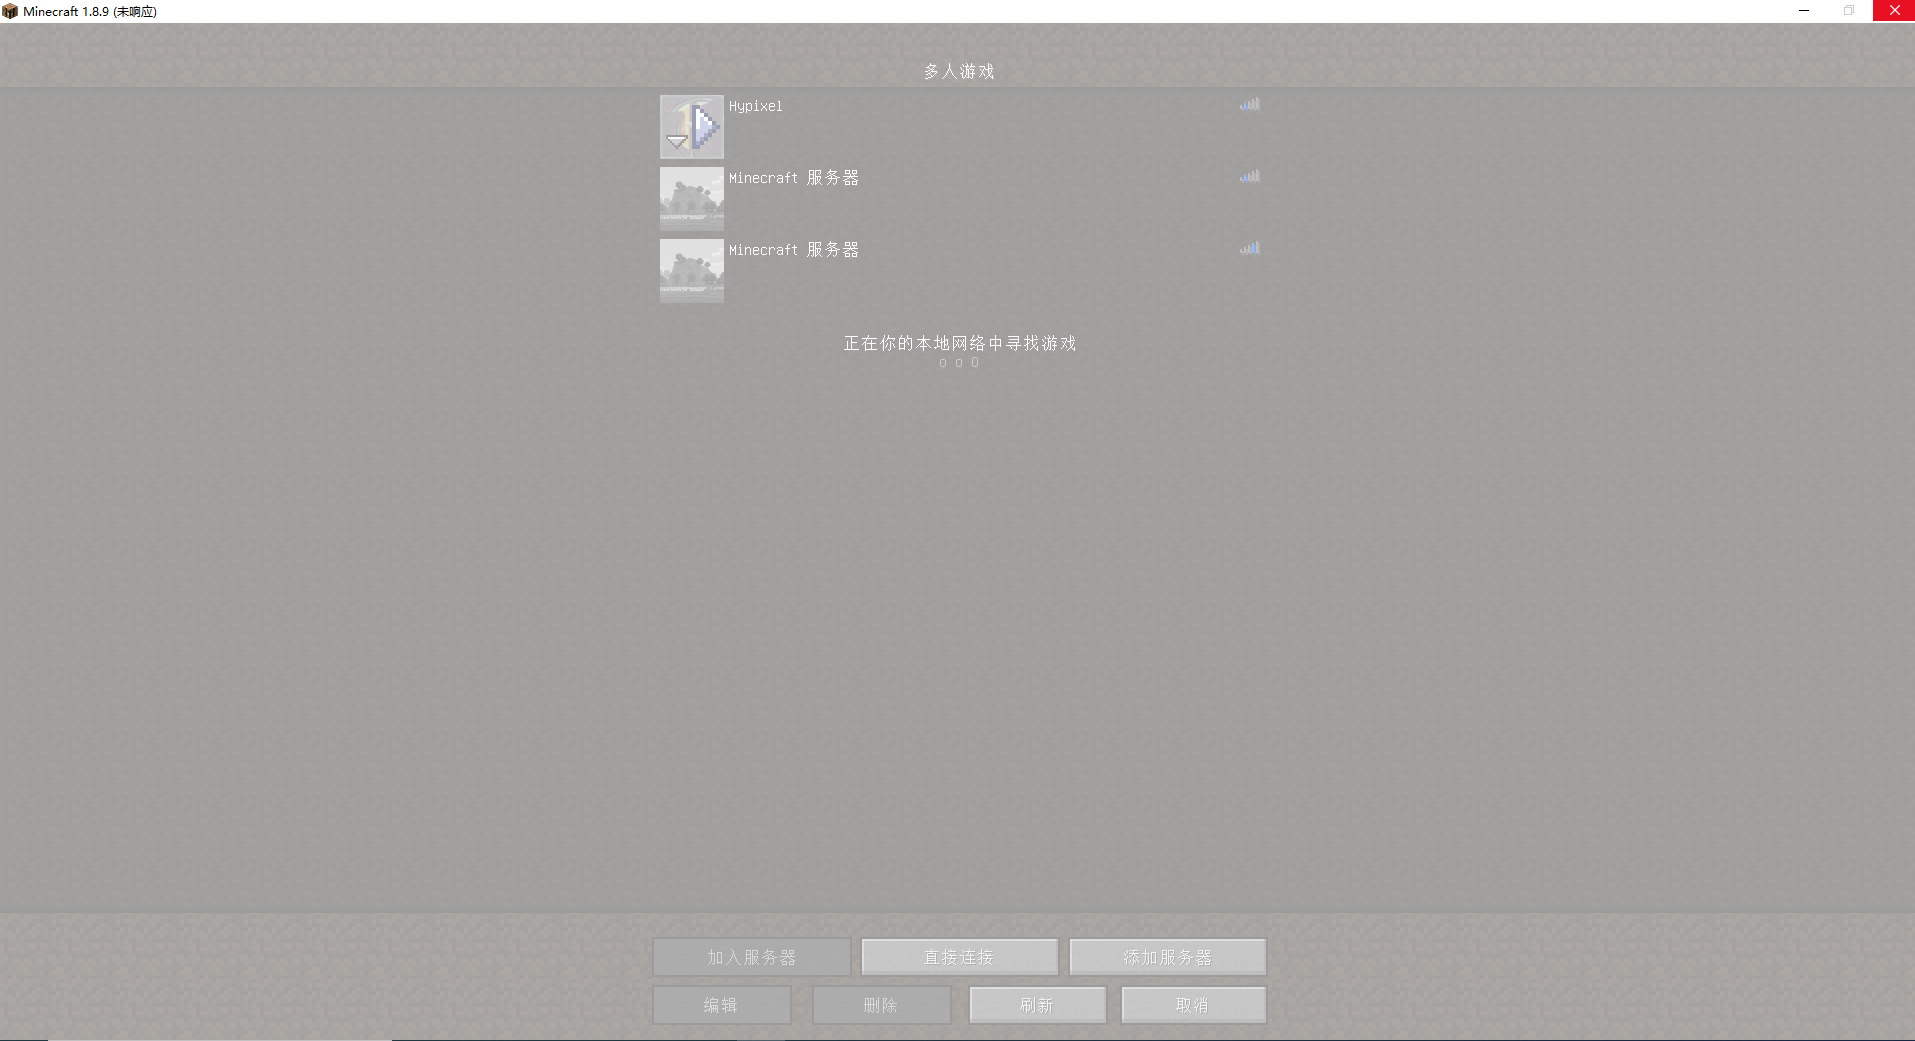 Minecraft 1.8.9 (未响应)
多人游戏
Hypixel
Minecraft 服务器
Minecraft 服务器
正在你的本地网络中寻找游戏
o o O
加入服务器 直接连接 添加服务器
编辑 删除 刷新 取消